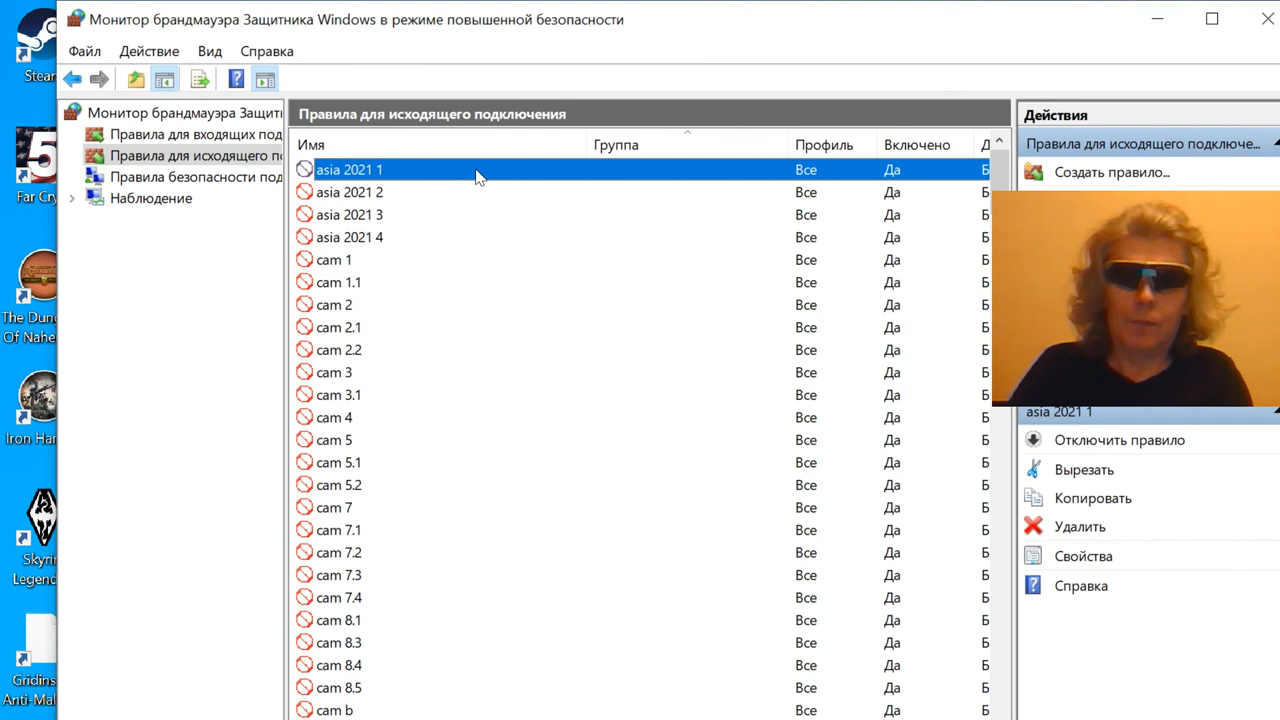 Монитор брандмауэра Защитника Windows в режиме повышенной безопасности
Файл Действие Вид Справка
Монитор брандмауэра Защит
Правила для входящих под
Правила для исходящего п
Правила безопасности под
Наблюдение
Правила для исходящего подключения
Имя Группа Профиль Включено Д
asia 2021 1 Все Да Б
asia 2021 2 Все Да Б
asia 2021 3 Все Да Б
asia 2021 4 Все Да Б
cam 1 Все Да Б
cam 1.1 Все Да Б
cam 2 Все Да Б
cam 2.1 Все Да Б
cam 2.2 Все Да Б
cam 3 Все Да Б
cam 3.1 Все Да Б
cam 4 Все Да Б
cam 5 Все Да Б
cam 5.1 Все Да Б
cam 5.2 Все Да Б
cam 7 Все Да Б
cam 7.1 Все Да Б
cam 7.2 Все Да Б
cam 7.3 Все Да Б
cam 7.4 Все Да Б
cam 8.1 Все Да Б
cam 8.3 Все Да Б
cam 8.4 Все Да Б
cam 8.5 Все Да Б
cam b Все Да Б
Действия
Правила для исходящего подключе...
Создать правило...
asia 2021 1
Отключить правило
Вырезать
Копировать
Удалить
Свойства
Справка
Steam
5
Far Cry
The Dung
Of Nahe
Iron Har
Skyrim
Legend
Gridins
Anti-Mal